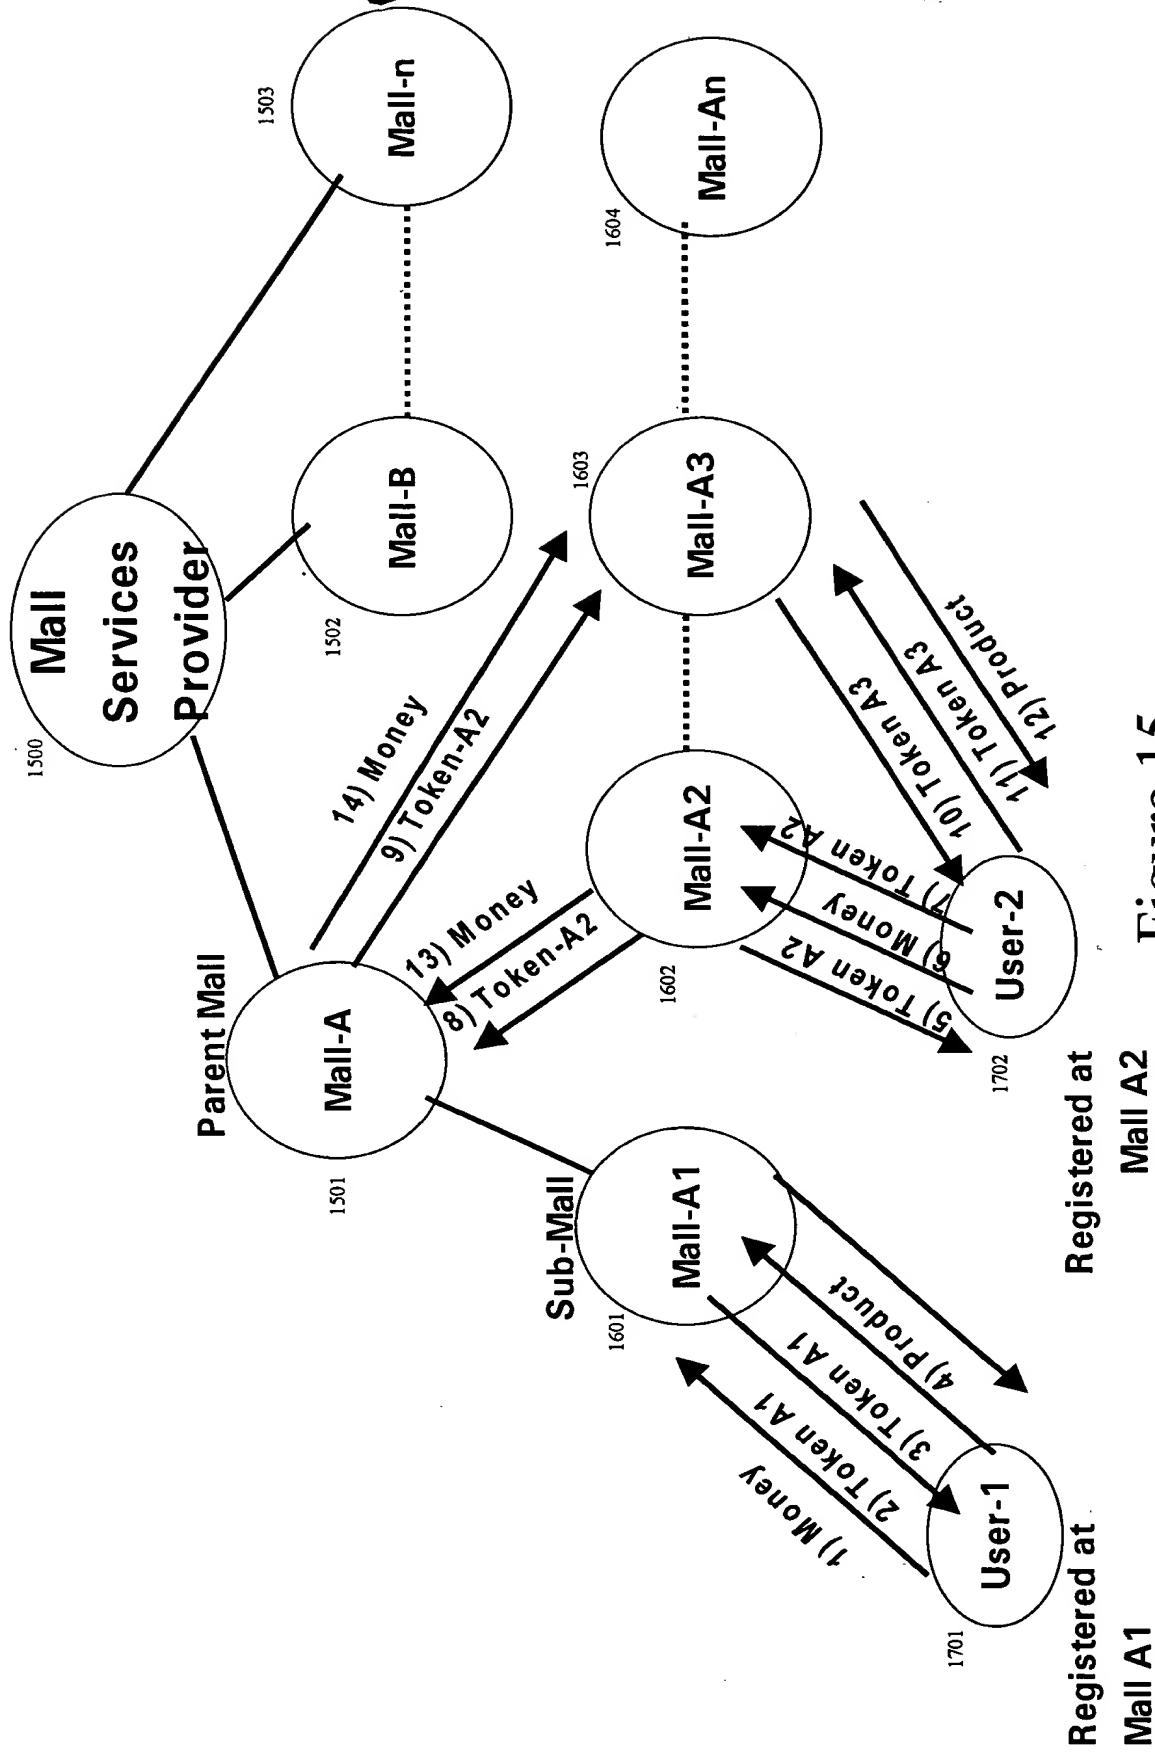 1500
Mall
Services
Provider
1503
Mall-n
1502
Mall-B
Parent Mall
1501
Mall-A
14) Money
9) Token-A2
13) Money
8) Token-A2
Sub-Mall
1601
Mall-A1
1602
Mall-A2
1603
Mall-A3
1604
Mall-An
1) Money
2) Token A1
3) Token A1
4) Product
5) Token A2
6) Money
7) Token A2
10) Token A3
11) Token A3
12) Product
1701
User-1
1702
User-2
Registered at
Mall A1
Registered at
Mall A2
Figure 15